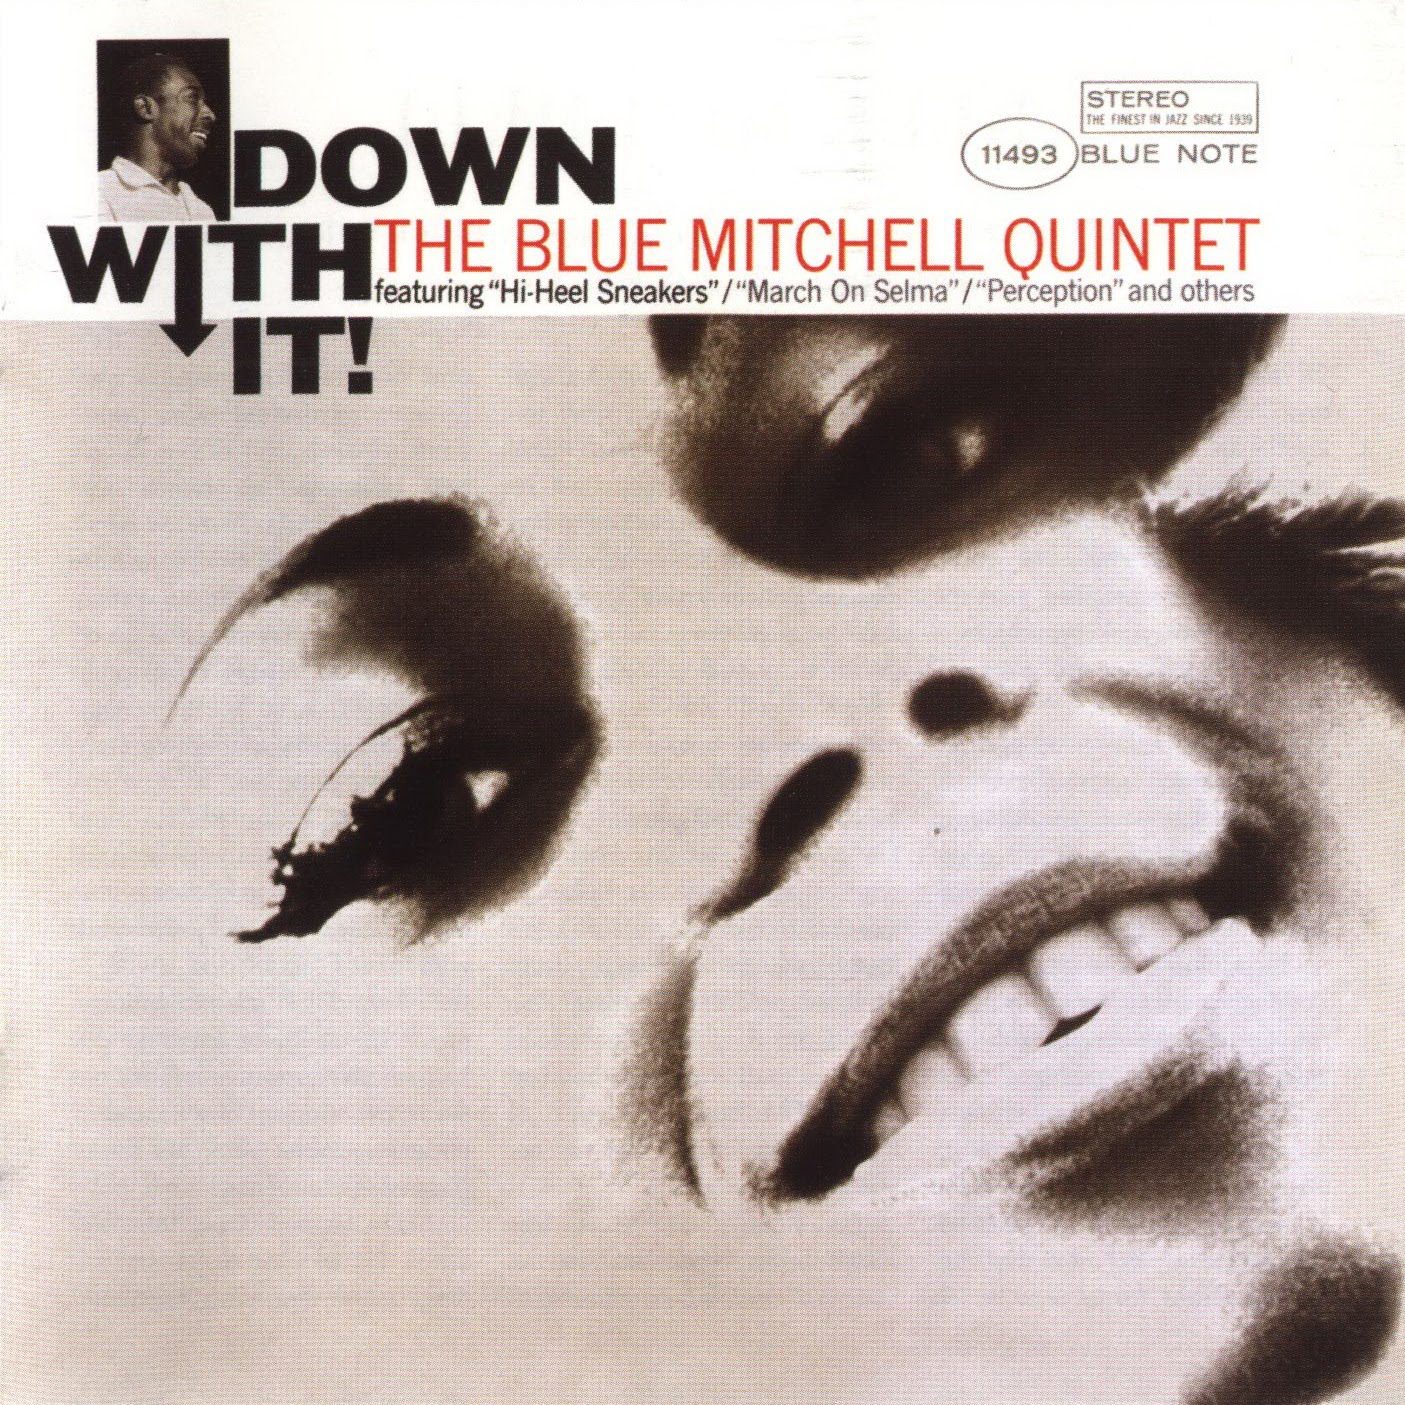 STEREO
THE FINEST IN JAZZ SINCE 1939
11493 BLUE NOTE
DOWN
WITH THE BLUE MITCHELL QUINTET
featuring “Hi-Heel Sneakers”/“March On Selma”/“Perception” and others
IT!